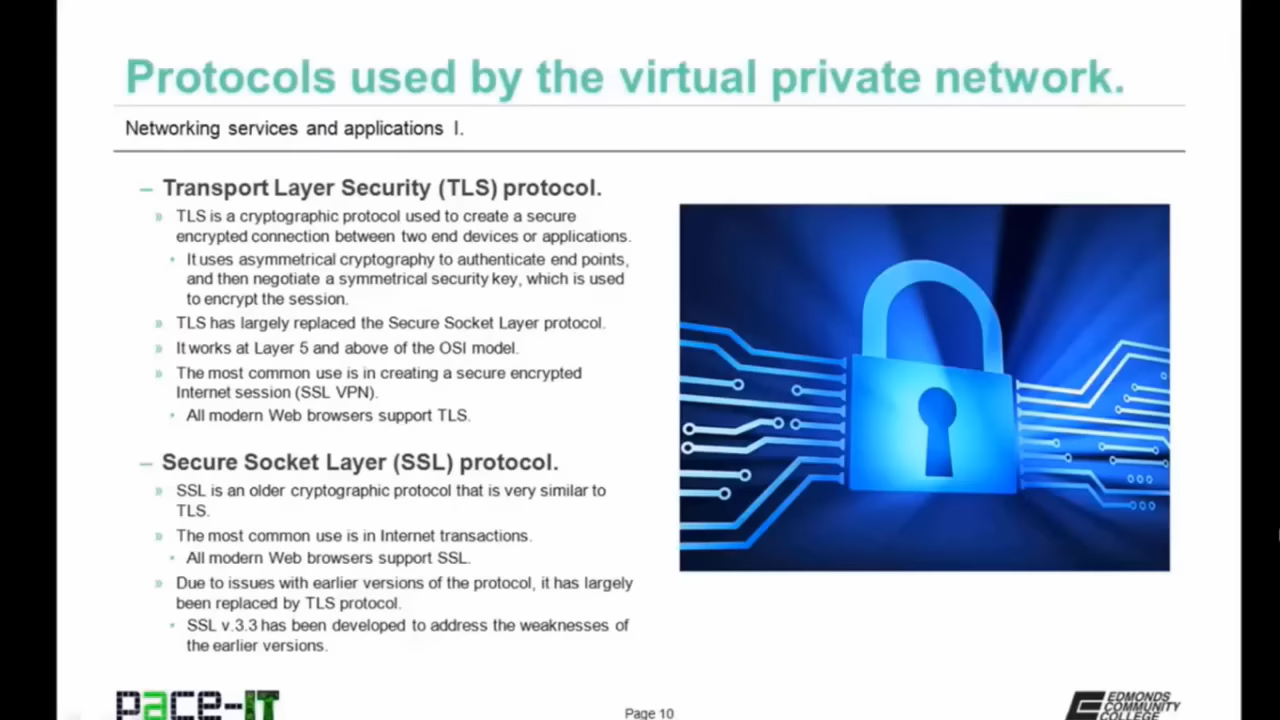 Protocols used by the virtual private network.
Networking services and applications I.
– Transport Layer Security (TLS) protocol.
» TLS is a cryptographic protocol used to create a secure
encrypted connection between two end devices or applications.
• It uses asymmetrical cryptography to authenticate end points,
and then negotiate a symmetrical security key, which is used
to encrypt the session.
» TLS has largely replaced the Secure Socket Layer protocol.
» It works at Layer 5 and above of the OSI model.
» The most common use is in creating a secure encrypted
Internet session (SSL VPN).
• All modern Web browsers support TLS.
– Secure Socket Layer (SSL) protocol.
» SSL is an older cryptographic protocol that is very similar to
TLS.
» The most common use is in Internet transactions.
• All modern Web browsers support SSL.
» Due to issues with earlier versions of the protocol, it has largely
been replaced by TLS protocol.
• SSL v.3.3 has been developed to address the weaknesses of
the earlier versions.
pace-IT
Page 10
EDMONDS
COMMUNITY
COLLEGE